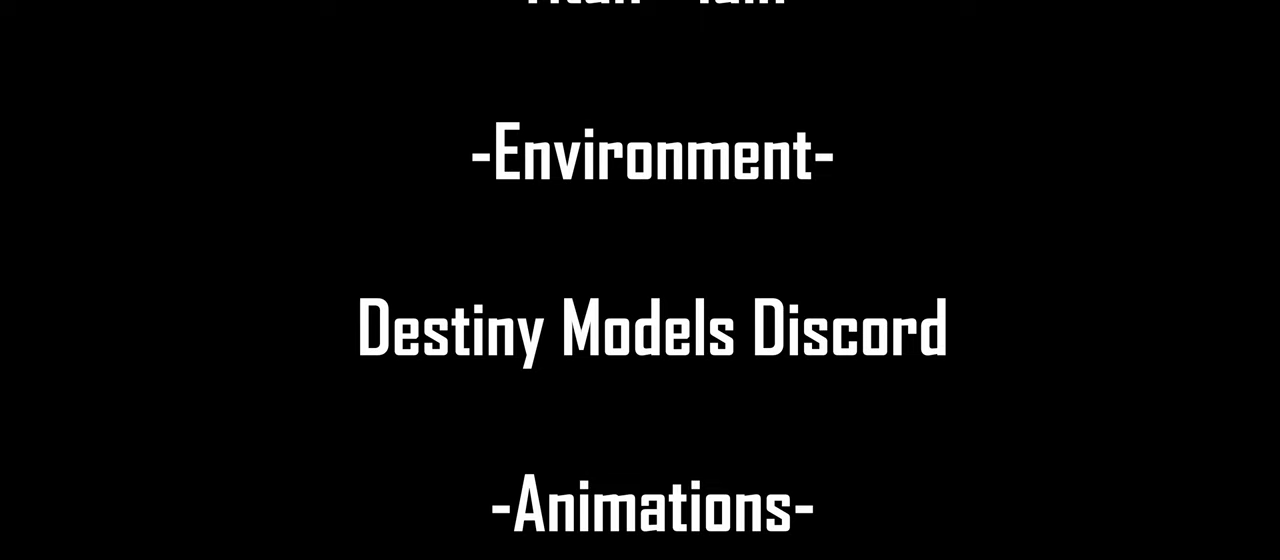 -Environment-
Destiny Models Discord
-Animations-